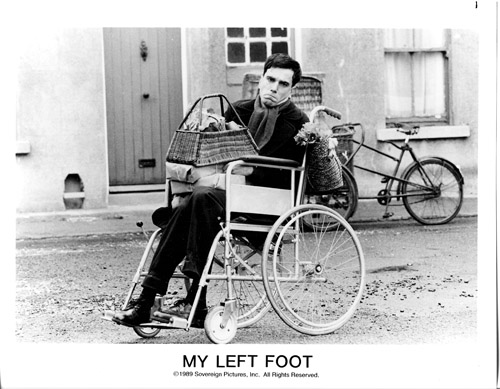 MY LEFT FOOT
©1989 Sovereign Pictures, Inc. All Rights Reserved.